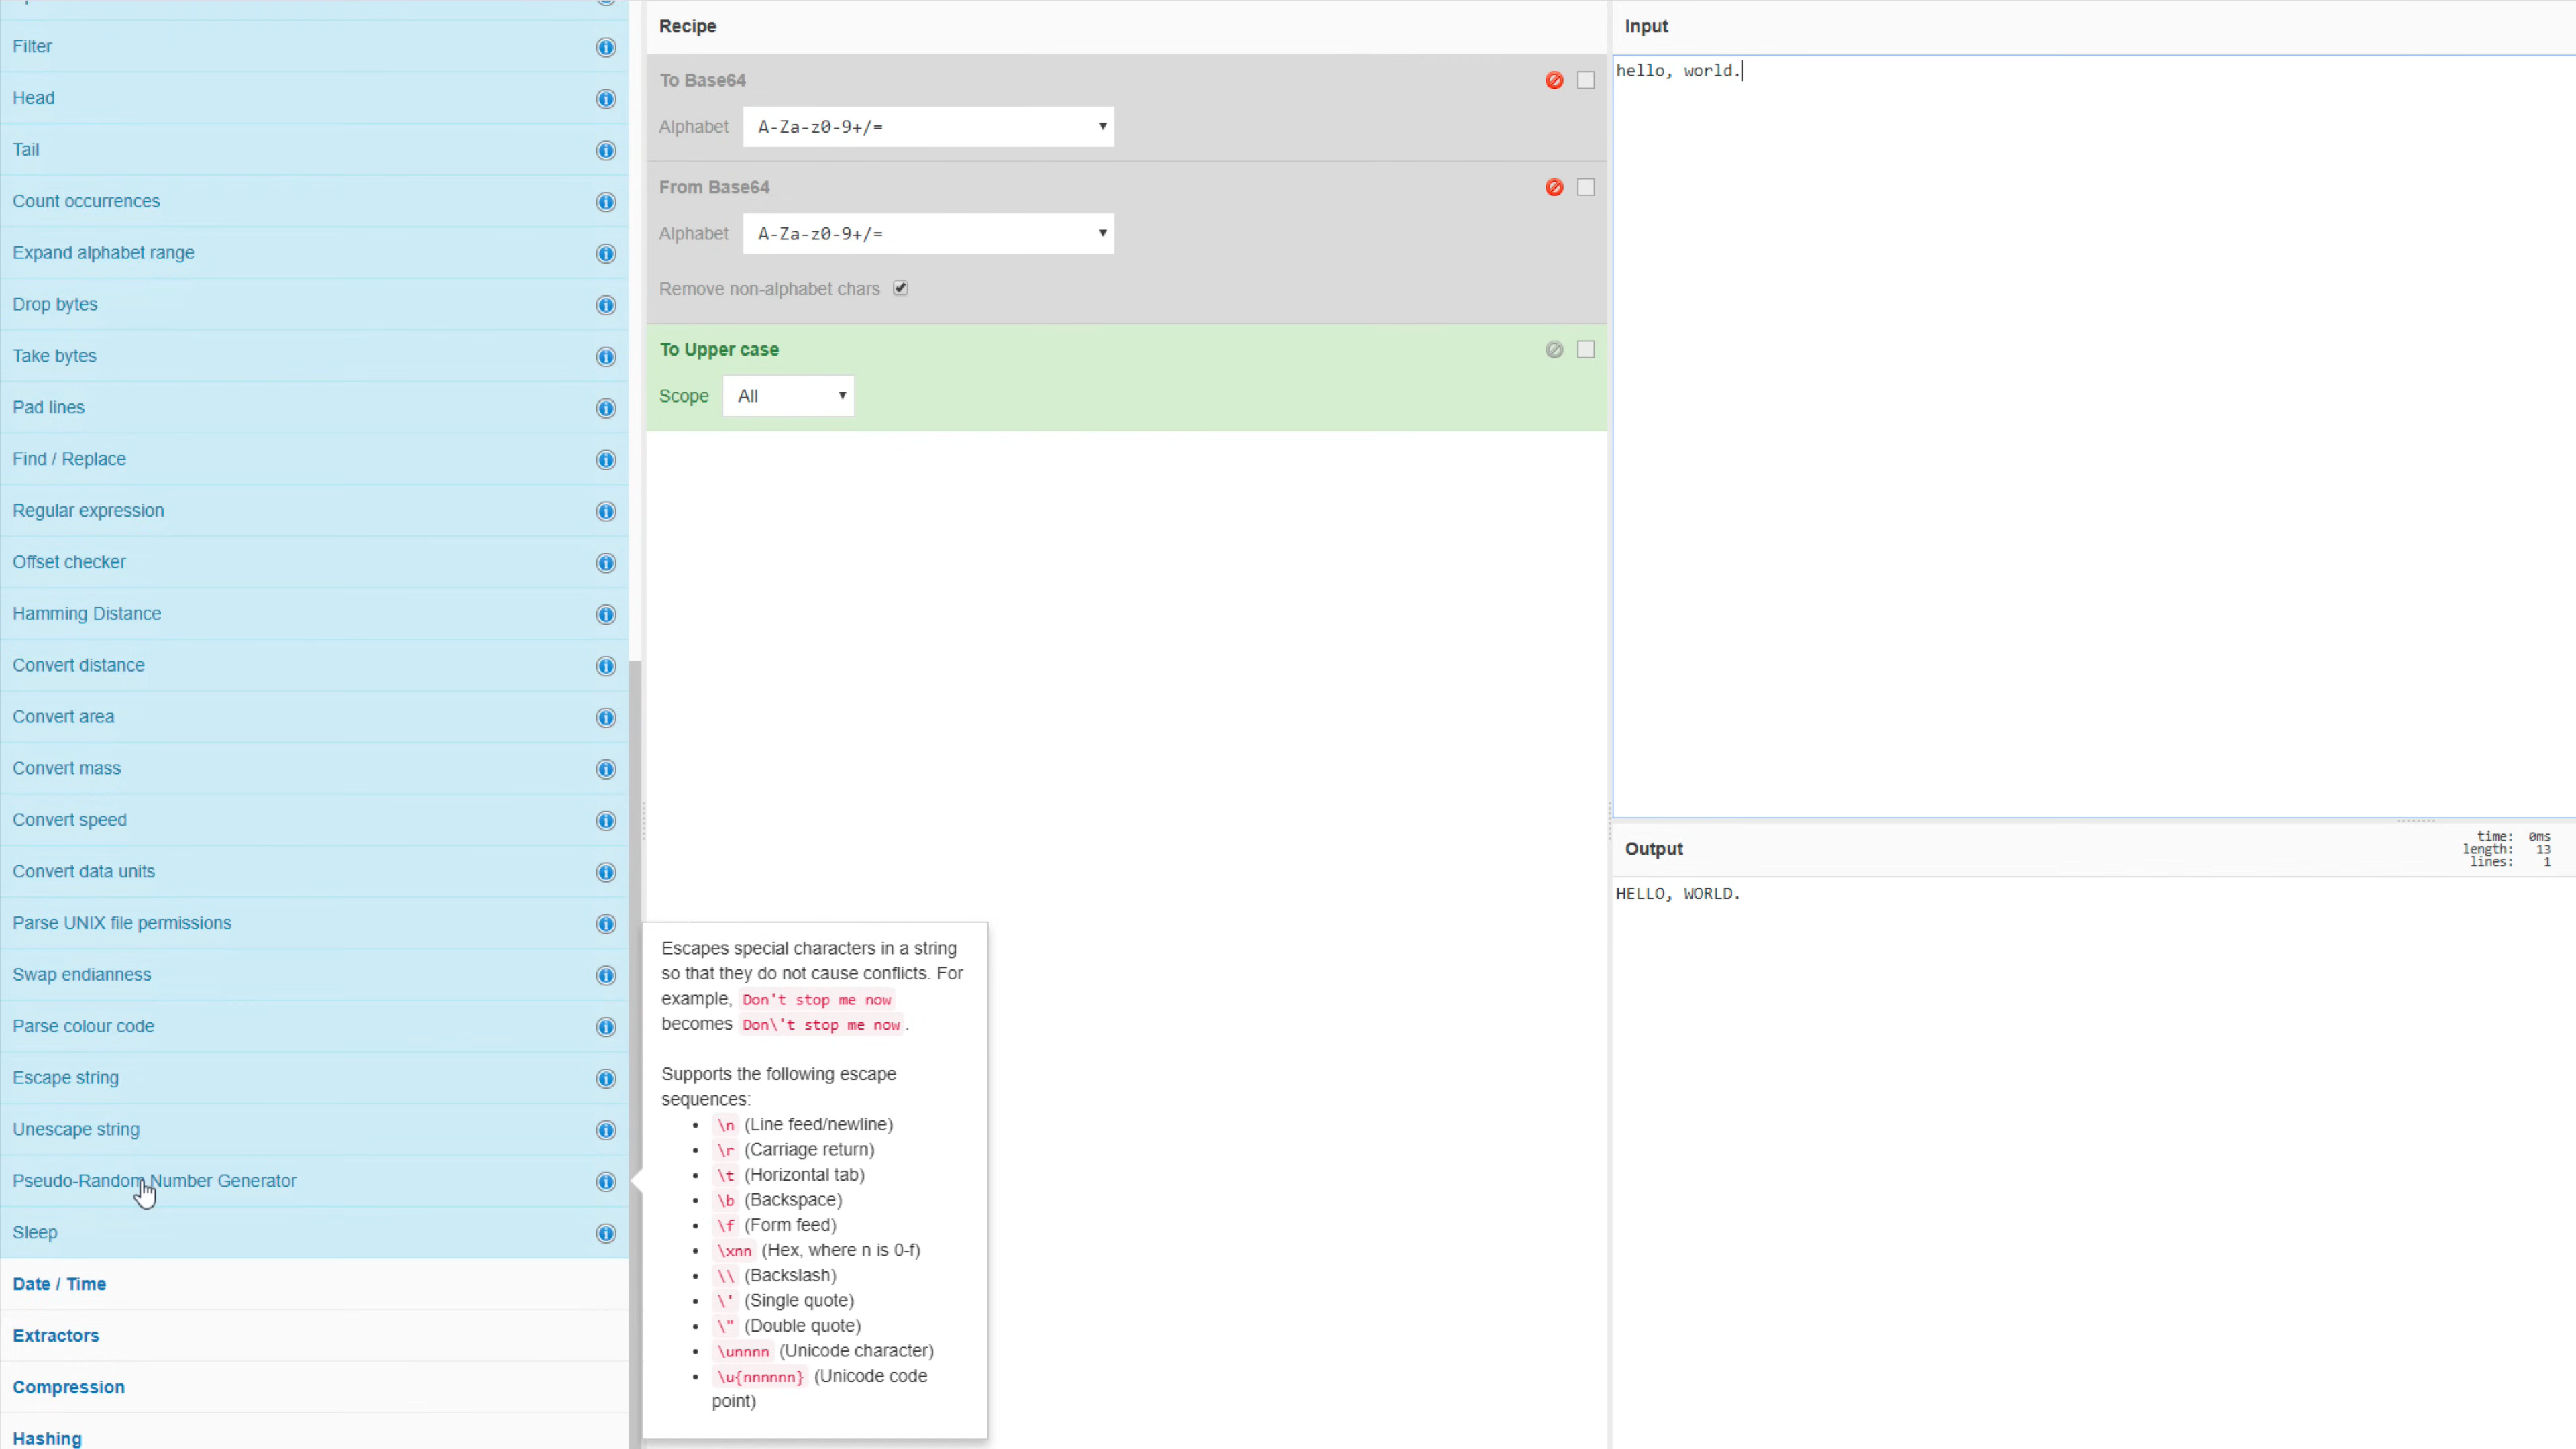 Filter
Head
Tail
Count occurrences
Expand alphabet range
Drop bytes
Take bytes
Pad lines
Find / Replace
Regular expression
Offset checker
Hamming Distance
Convert distance
Convert area
Convert mass
Convert speed
Convert data units
Parse UNIX file permissions
Swap endianness
Parse colour code
Escape string
Unescape string
Pseudo-Random Number Generator
Sleep
Date / Time
Extractors
Compression
Hashing
Recipe
To Base64
Alphabet A-Za-z0-9+/=
From Base64
Alphabet A-Za-z0-9+/=
Remove non-alphabet chars
To Upper case
Scope All
Escapes special characters in a string
so that they do not cause conflicts. For
example, Don't stop me now
becomes Don\'t stop me now .
Supports the following escape
sequences:
• \n (Line feed/newline)
• \r (Carriage return)
• \t (Horizontal tab)
• \b (Backspace)
• \f (Form feed)
• \xnn (Hex, where n is 0-f)
• \\ (Backslash)
• \' (Single quote)
• \" (Double quote)
• \unnnn (Unicode character)
• \u{nnnnnn} (Unicode code
point)
Input
hello, world.
Output
time: 0ms
length: 13
lines: 1
HELLO, WORLD.